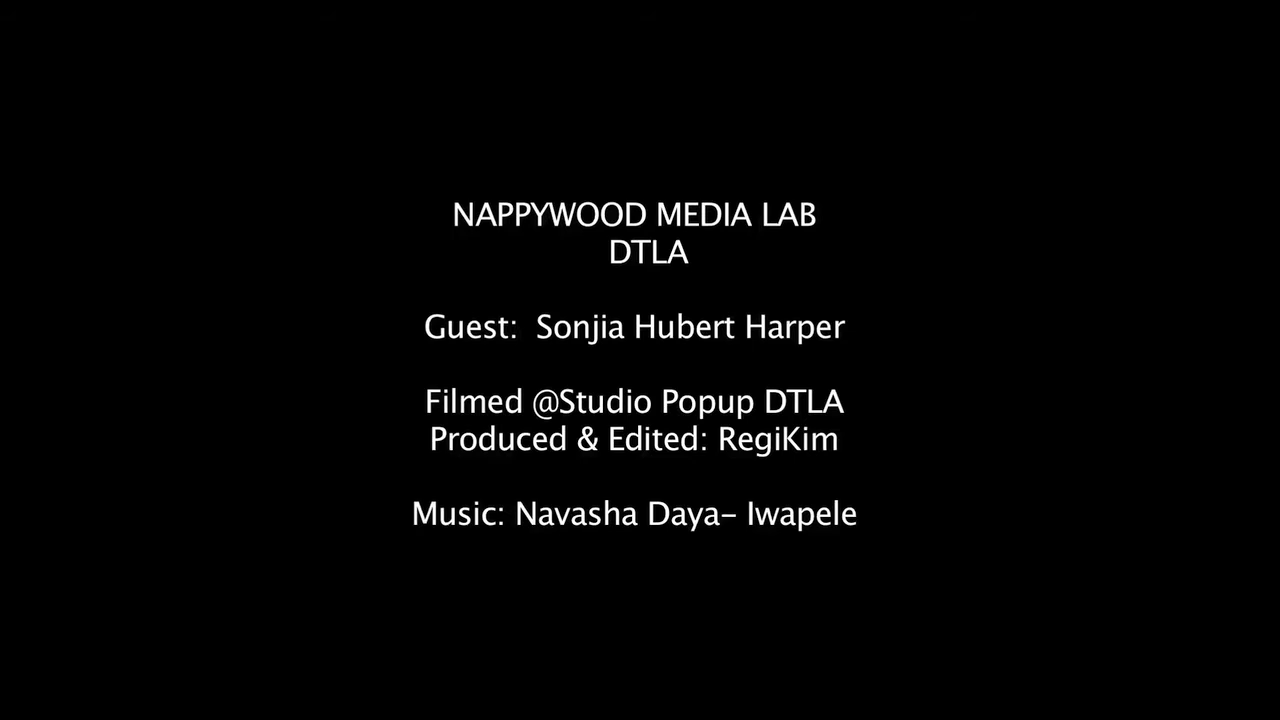 NAPPYWOOD MEDIA LAB
DTLA
Guest:  Sonjia Hubert Harper
Filmed @Studio Popup DTLA
Produced & Edited: RegiKim
Music: Navasha Daya– Iwapele